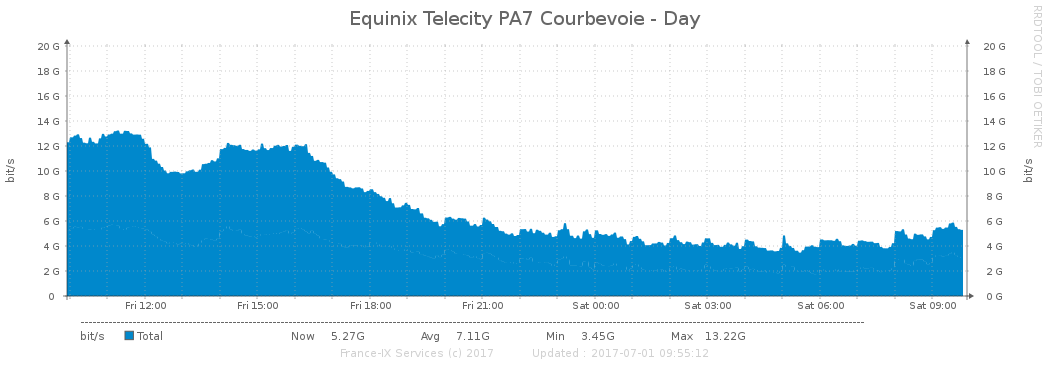 Equinix Telecity PA7 Courbevoie - Day
RRDTOOL / TOBI OETIKER
20 G 20 G
18 G 18 G
16 G 16 G
14 G 14 G
12 G 12 G
10 G 10 G
8 G 8 G
6 G 6 G
4 G 4 G
2 G 2 G
0 0 G
bit/s
bit/s
Fri 12:00 Fri 15:00 Fri 18:00 Fri 21:00 Sat 00:00 Sat 03:00 Sat 06:00 Sat 09:00
bit/s Total Now 5.27G Avg 7.11G Min 3.45G Max 13.22G
France-IX Services (c) 2017 Updated : 2017-07-01 09:55:12